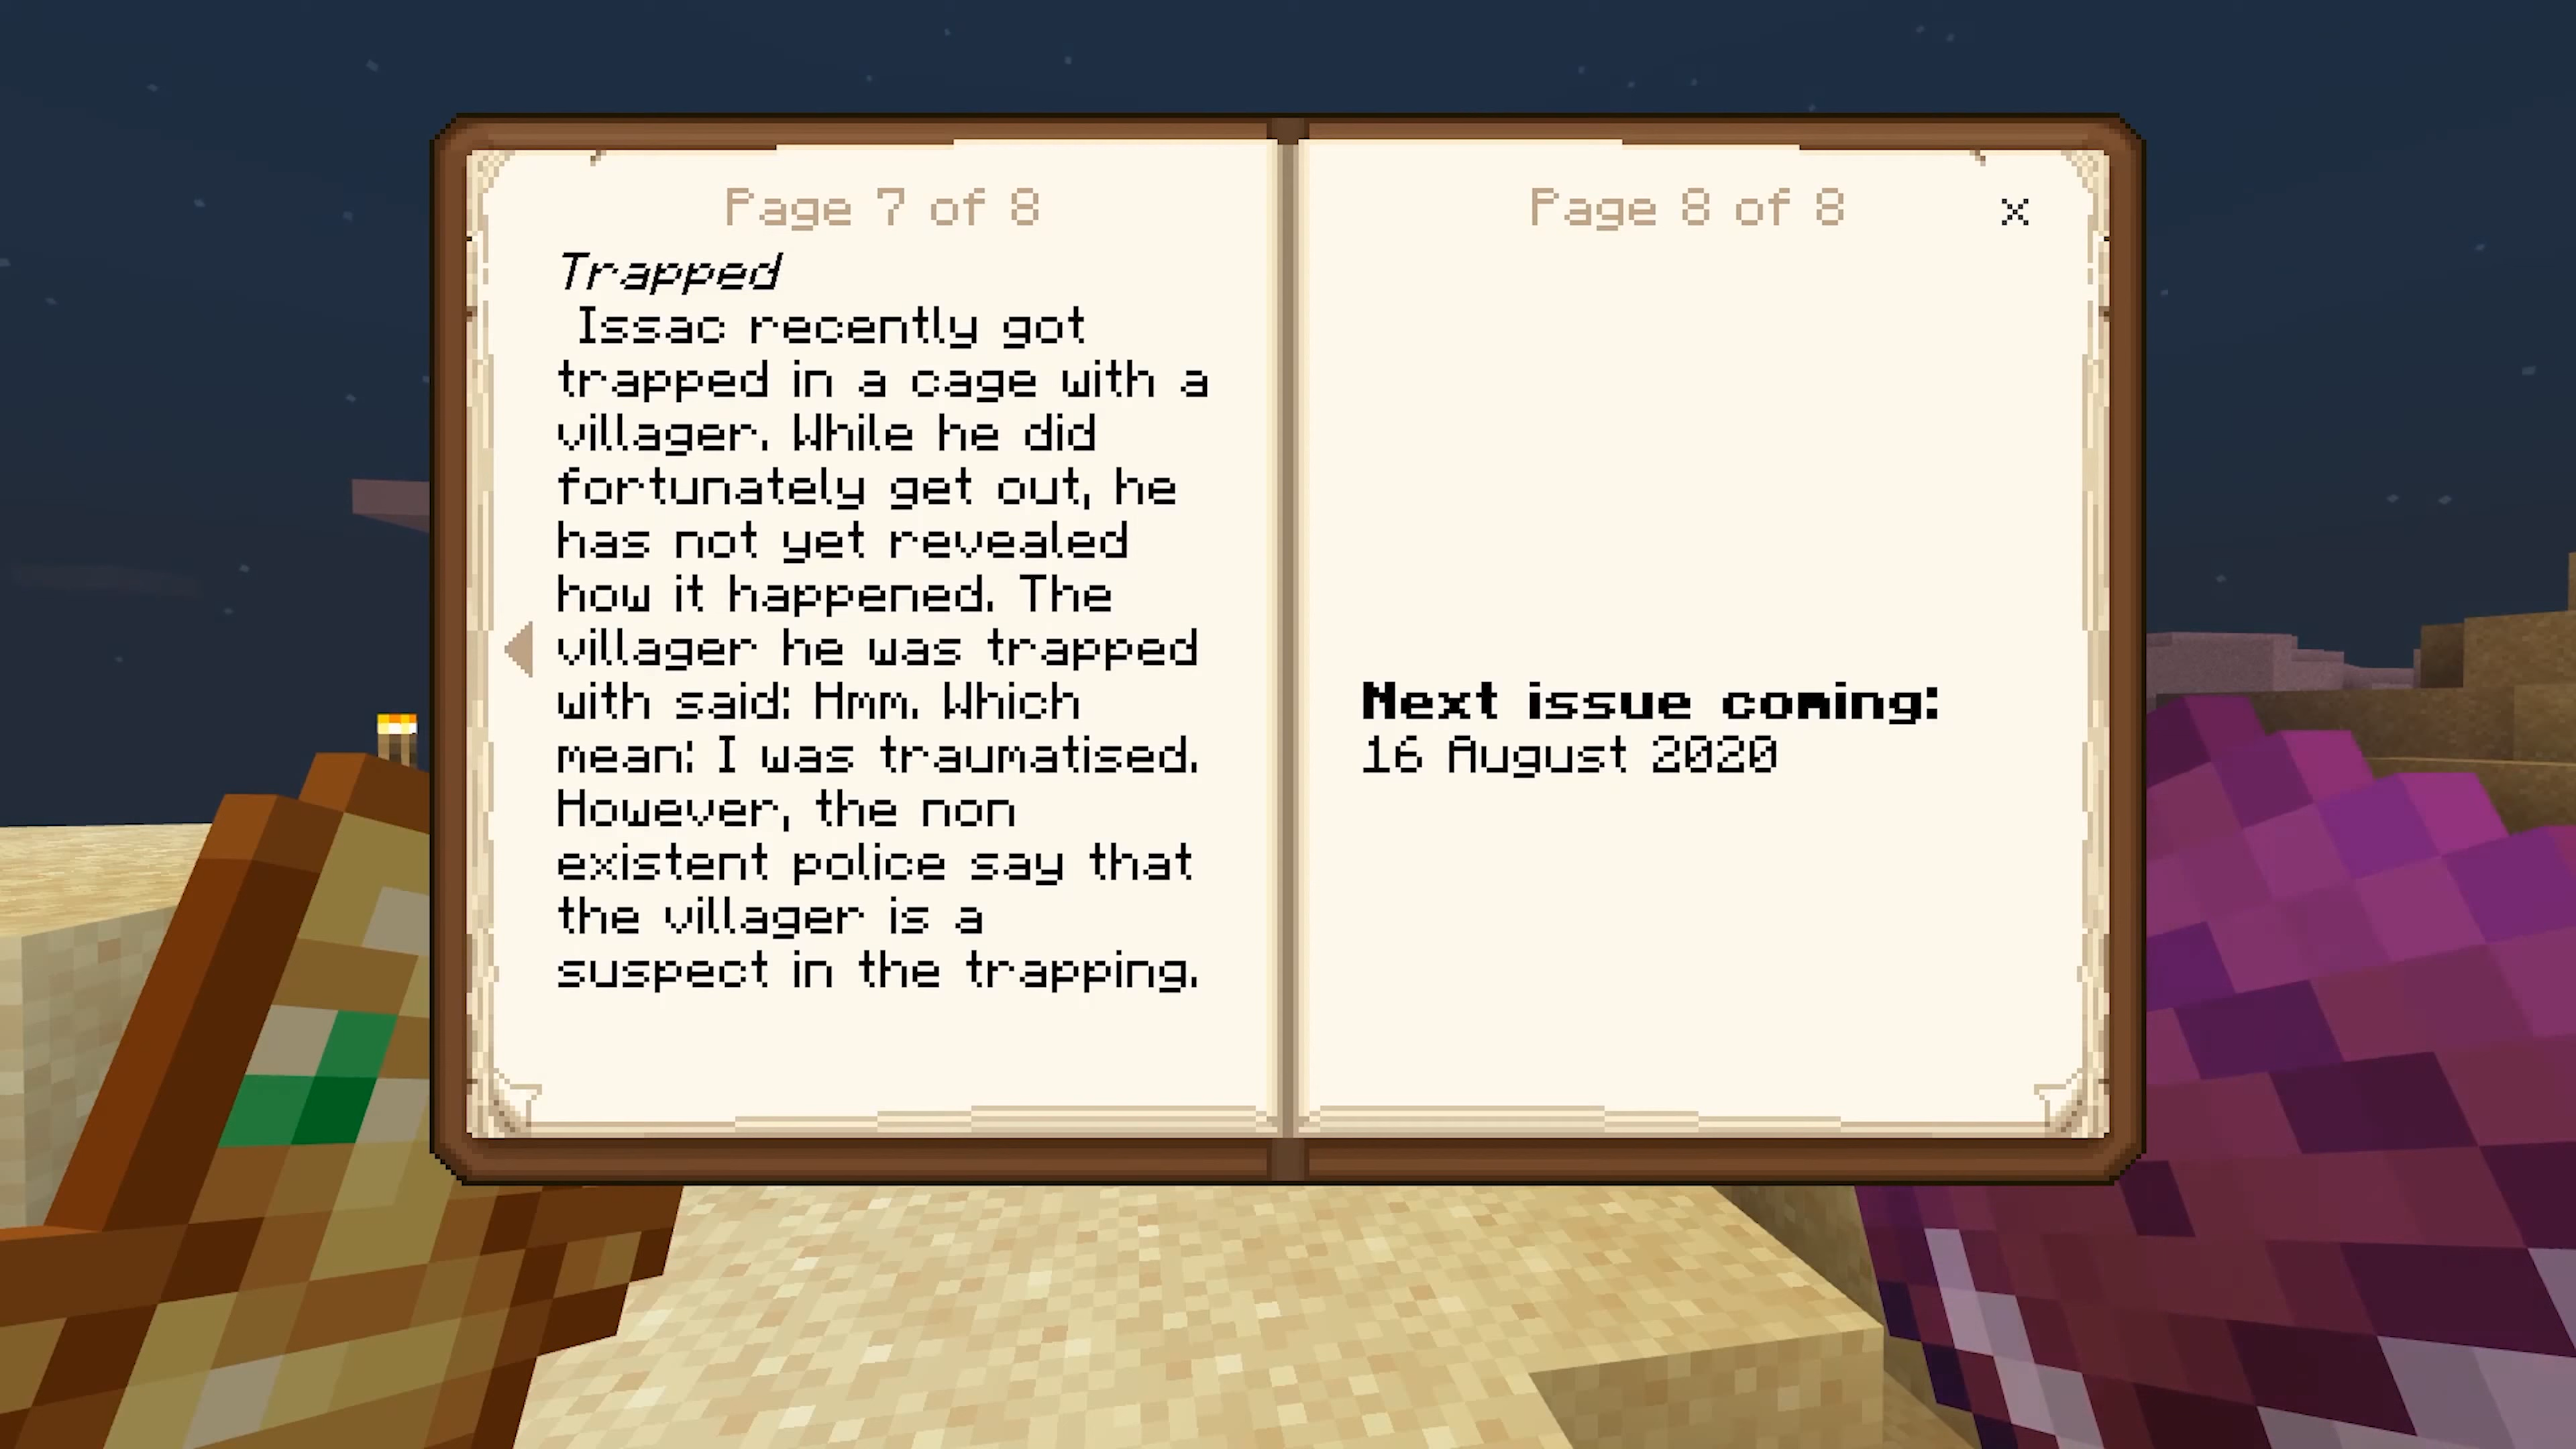 Page 7 of 8
Trapped
Issac recently got
trapped in a cage with a
villager. While he did
fortunately get out, he
has not yet revealed
how it happened. The
villager he was trapped
with said: Hmm. Which
mean: I was traumatised.
However, the non
existent police say that
the villager is a
suspect in the trapping.
Page 8 of 8
Next issue coming:
16 August 2020